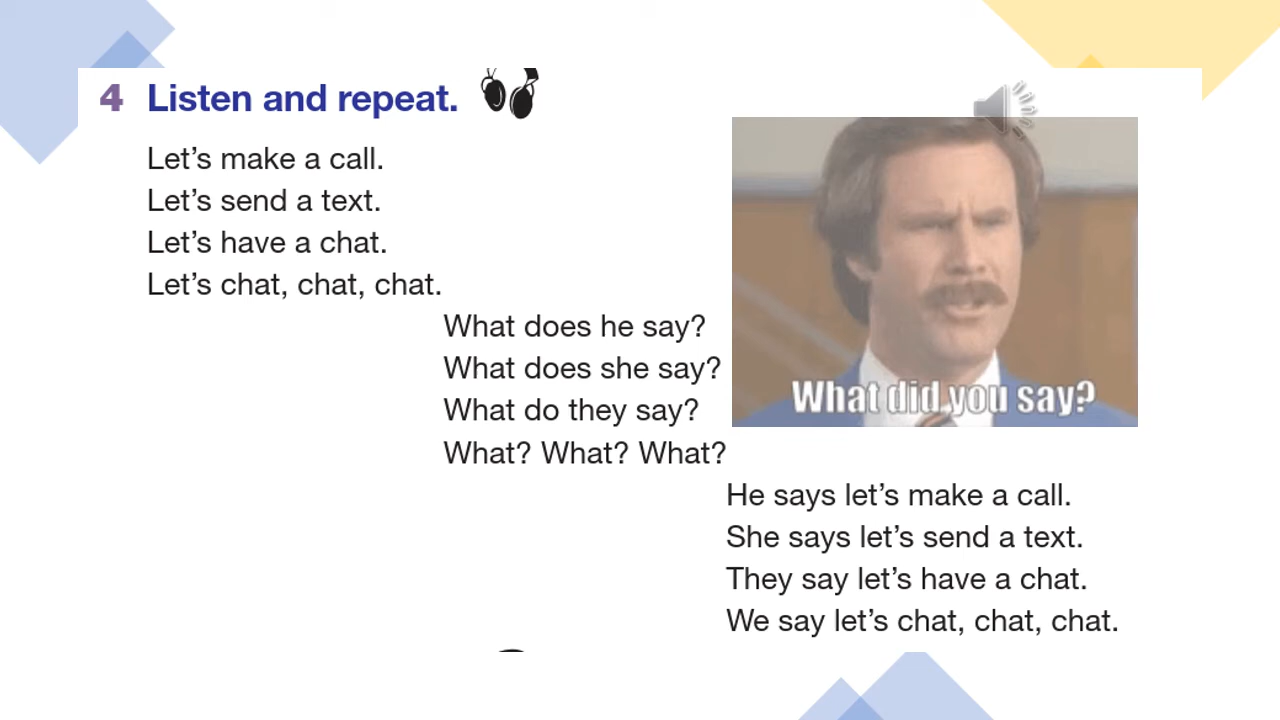 4 Listen and repeat.
Let's make a call.
Let's send a text.
Let's have a chat.
Let's chat, chat, chat.
What does he say?
What does she say?
What do they say?
What? What? What?
What did you say?
He says let's make a call.
She says let's send a text.
They say let's have a chat.
We say let's chat, chat, chat.